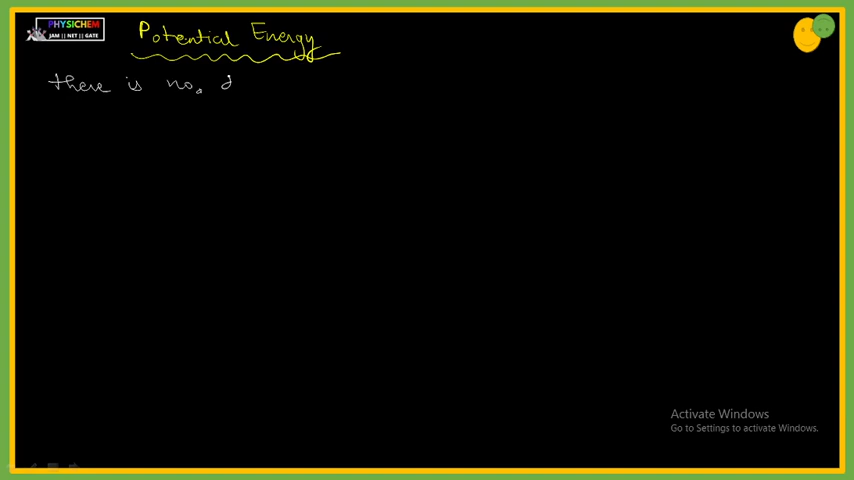 PHYSICHEM
JAM || NET || GATE
Potential Energy
there is no.
Activate Windows
Go to Settings to activate Windows.